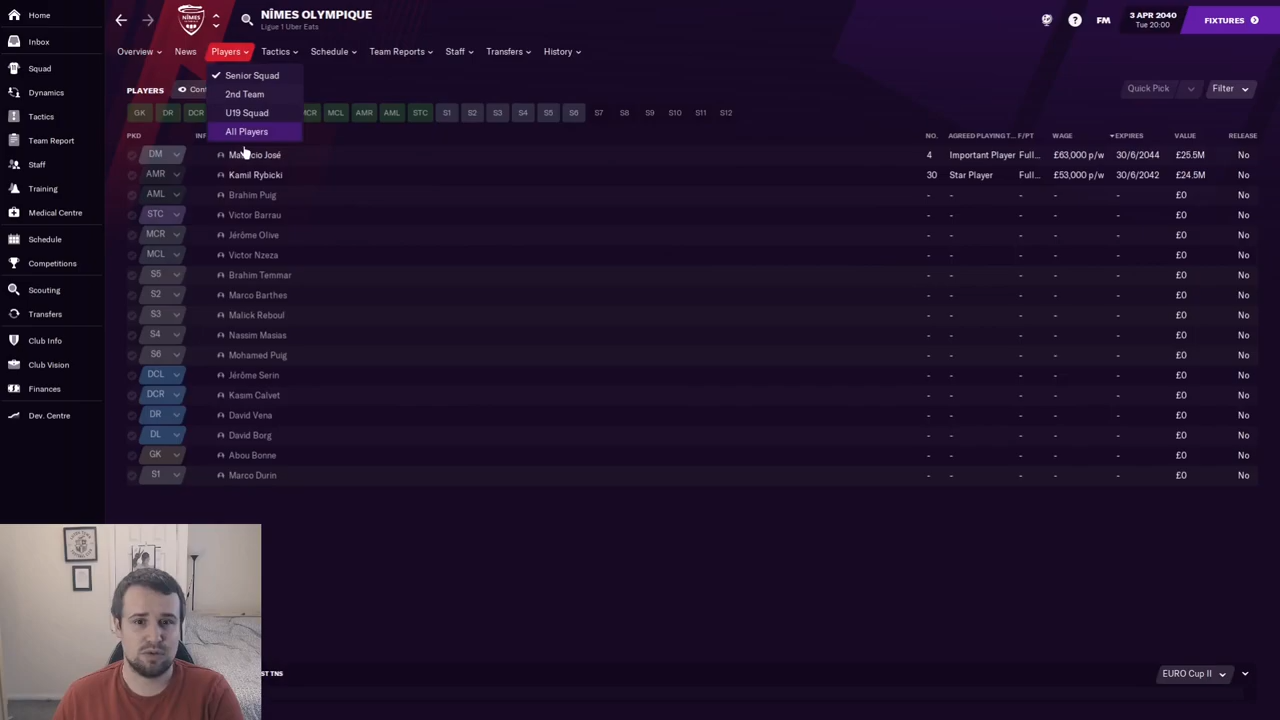 Home
Inbox
Squad
Dynamics
Tactics
Team Report
Staff
Training
Medical Centre
Schedule
Competitions
Scouting
Transfers
Club Info
Club Vision
Finances
Dev. Centre
NÎMES
NÎMES OLYMPIQUE
Ligue 1 Uber Eats
FM
3 APR 2040
Tue 20:00
FIXTURES
Overview News Players Tactics Schedule Team Reports Staff Transfers History
Senior Squad
2nd Team
U19 Squad
All Players
PLAYERS
Quick Pick
Filter
GK DR DCR MCL AMR AML STC S1 S2 S3 S4 S5 S6 S7 S8 S9 S10 S11 S12
PKD INF NO. AGREED PLAYING T... F/PT WAGE EXPIRES VALUE RELEASE
DM 4 Important Player Full... £63,000 p/w 30/6/2044 £25.5M No
AMR Kamil Rybicki 30 Star Player Full... £53,000 p/w 30/6/2042 £24.5M No
AML Brahim Puig - - - - - £0 No
STC Victor Barrau - - - - - £0 No
MCR Jérôme Olive - - - - - £0 No
MCL Victor Nzeza - - - - - £0 No
S5 Brahim Temmar - - - - - £0 No
S2 Marco Barthes - - - - - £0 No
S3 Malick Reboul - - - - - £0 No
S4 Nassim Masias - - - - - £0 No
S6 Mohamed Puig - - - - - £0 No
DCL Jérôme Serin - - - - - £0 No
DCR Kasim Calvet - - - - - £0 No
DR David Vena - - - - - £0 No
DL David Borg - - - - - £0 No
GK Abou Bonne - - - - - £0 No
S1 Marco Durin - - - - - £0 No
ST TNS
EURO Cup II